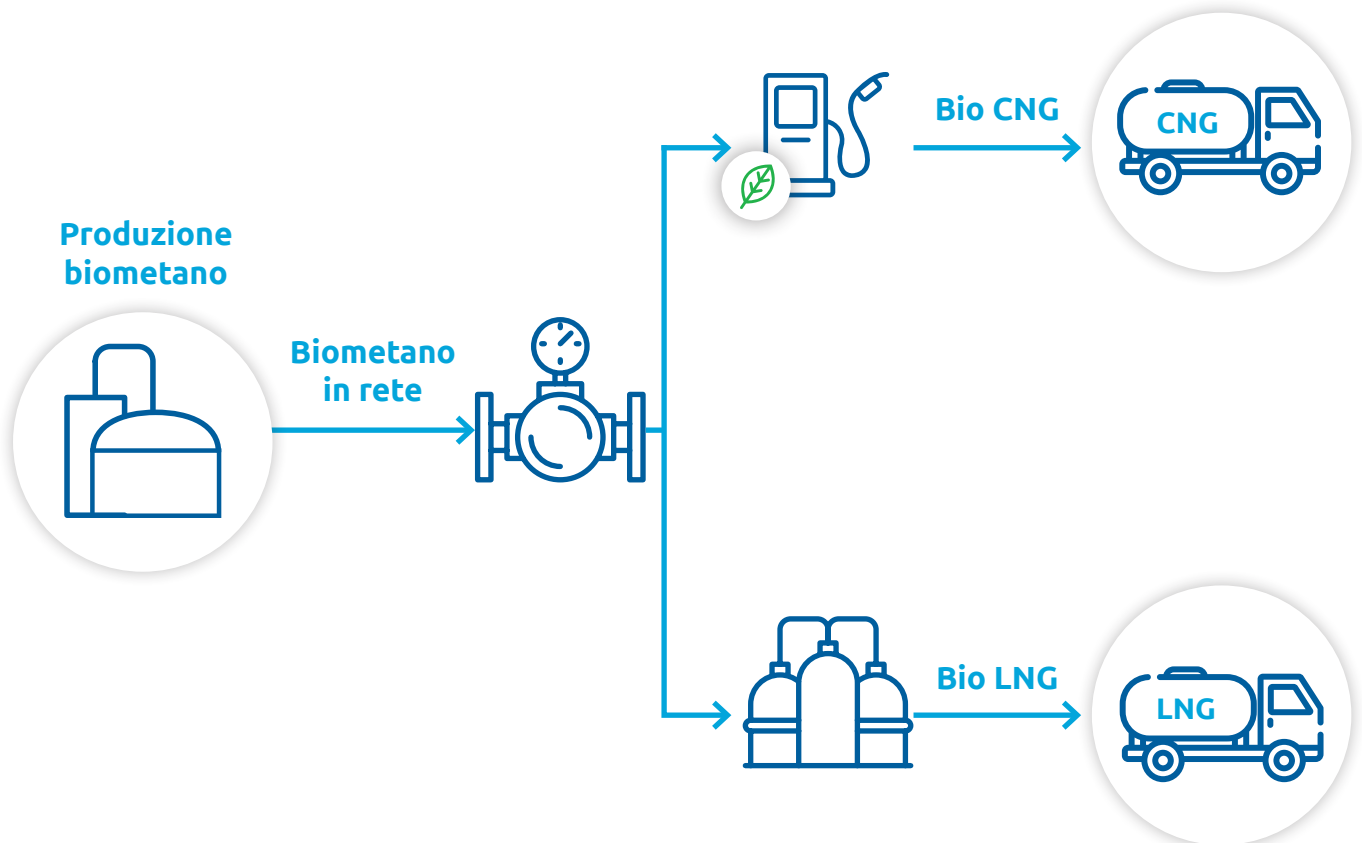 Produzione
biometano
Biometano
in rete
Bio CNG
CNG
Bio LNG
LNG